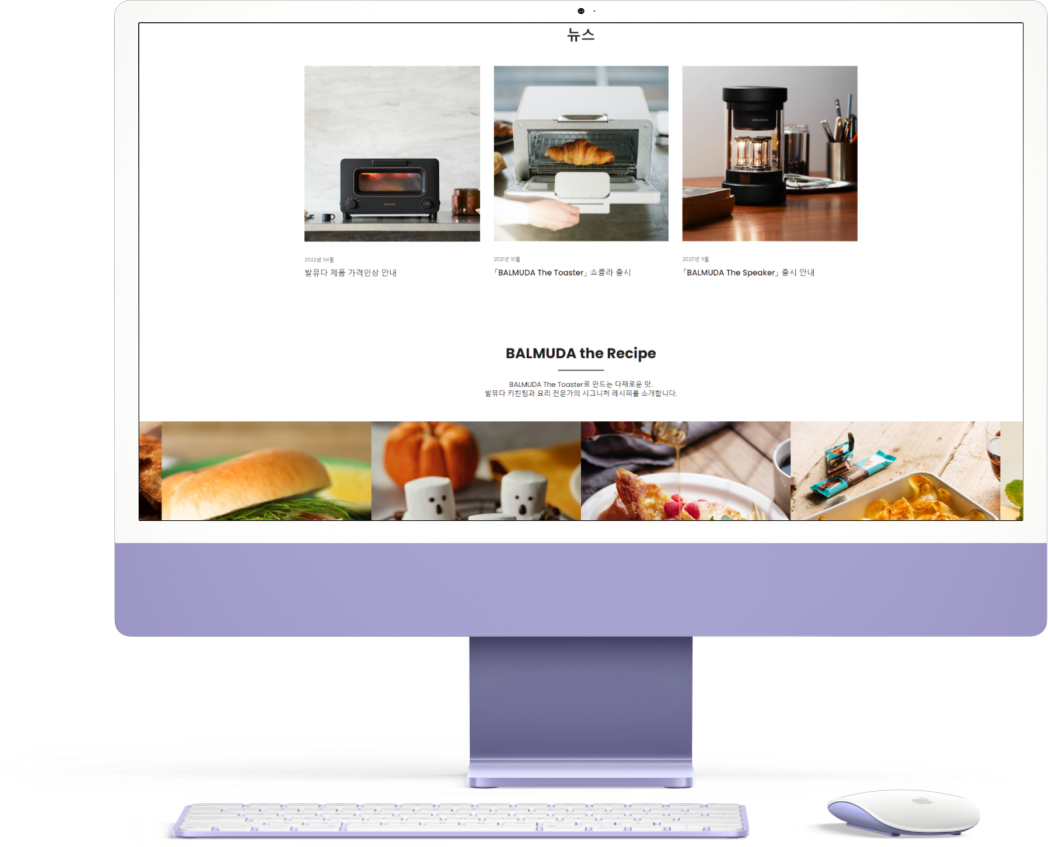 뉴스
2022년 04월
발뮤다 제품 가격인상 안내
2021년 10월
「BALMUDA The Toaster」 쇼콜라 출시
2020년 11월
「BALMUDA The Speaker」 출시 안내
BALMUDA the Recipe
BALMUDA The Toaster로 만드는 다채로운 맛.
발뮤다 키친팀과 요리 전문가의 시그니처 레시피를 소개합니다.